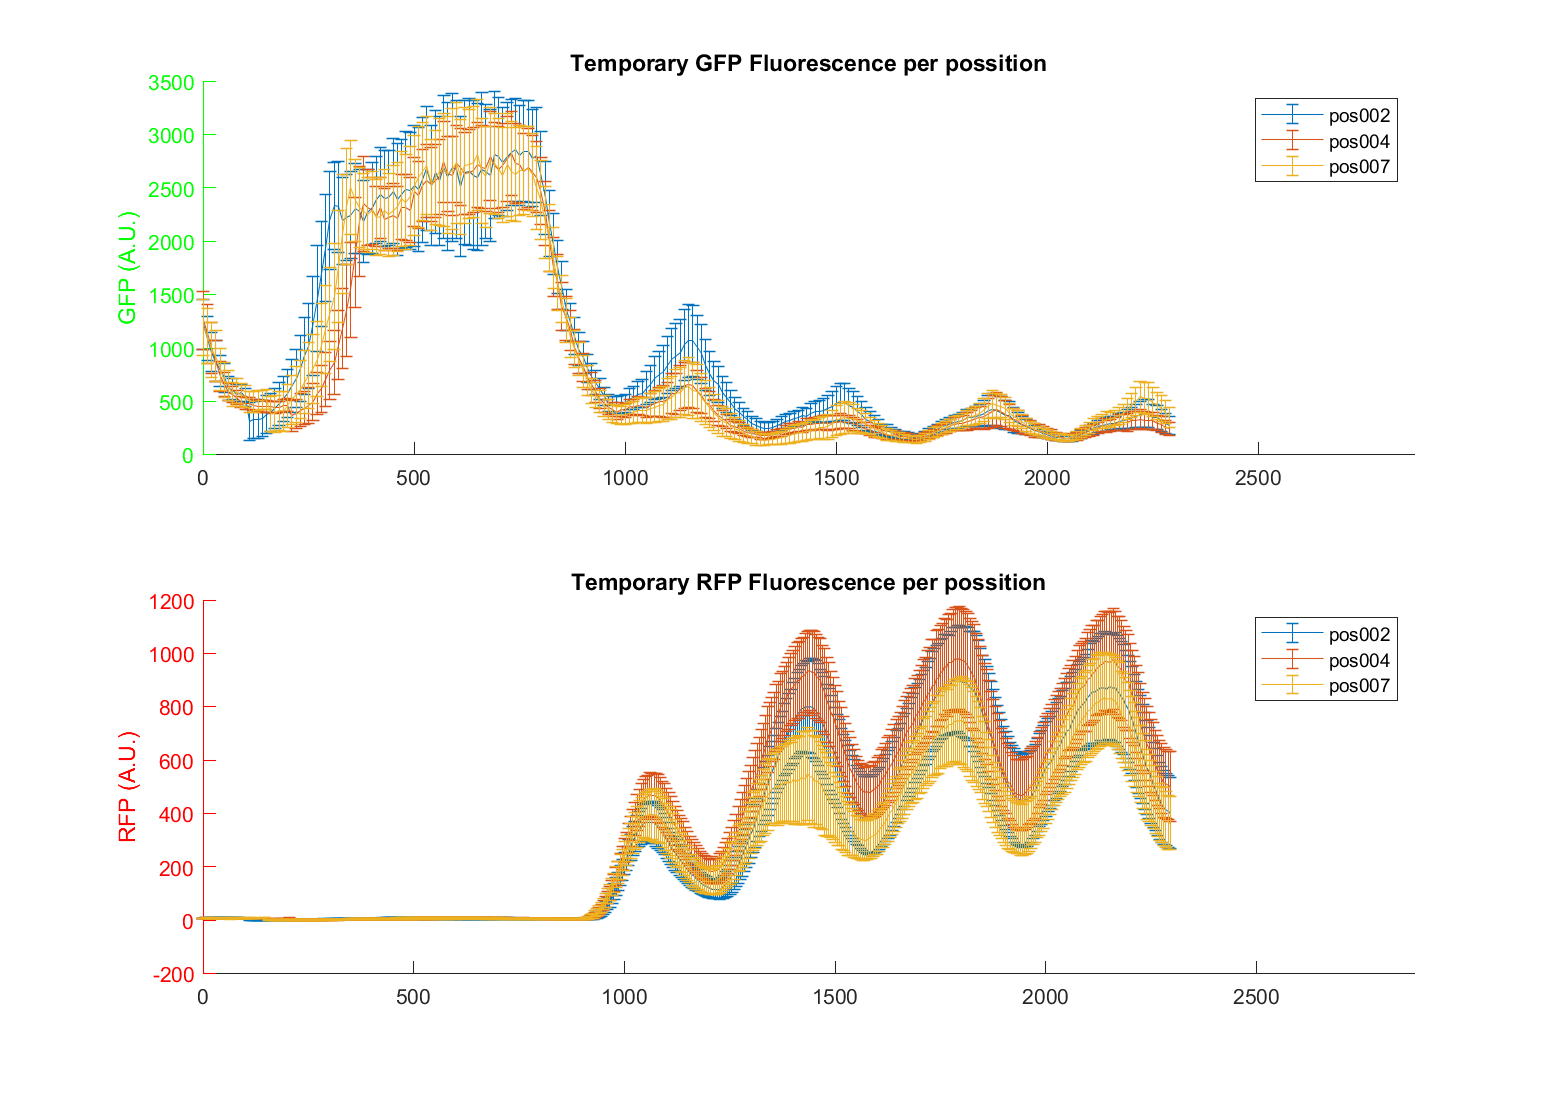 Temporary GFP Fluorescence per possition
3500
3000
2500
2000
1500
1000
500
0
GFP (A.U.)
0 500 1000 1500 2000 2500
pos002
pos004
pos007
Temporary RFP Fluorescence per possition
1200
1000
800
600
400
200
0
-200
RFP (A.U.)
0 500 1000 1500 2000 2500
pos002
pos004
pos007